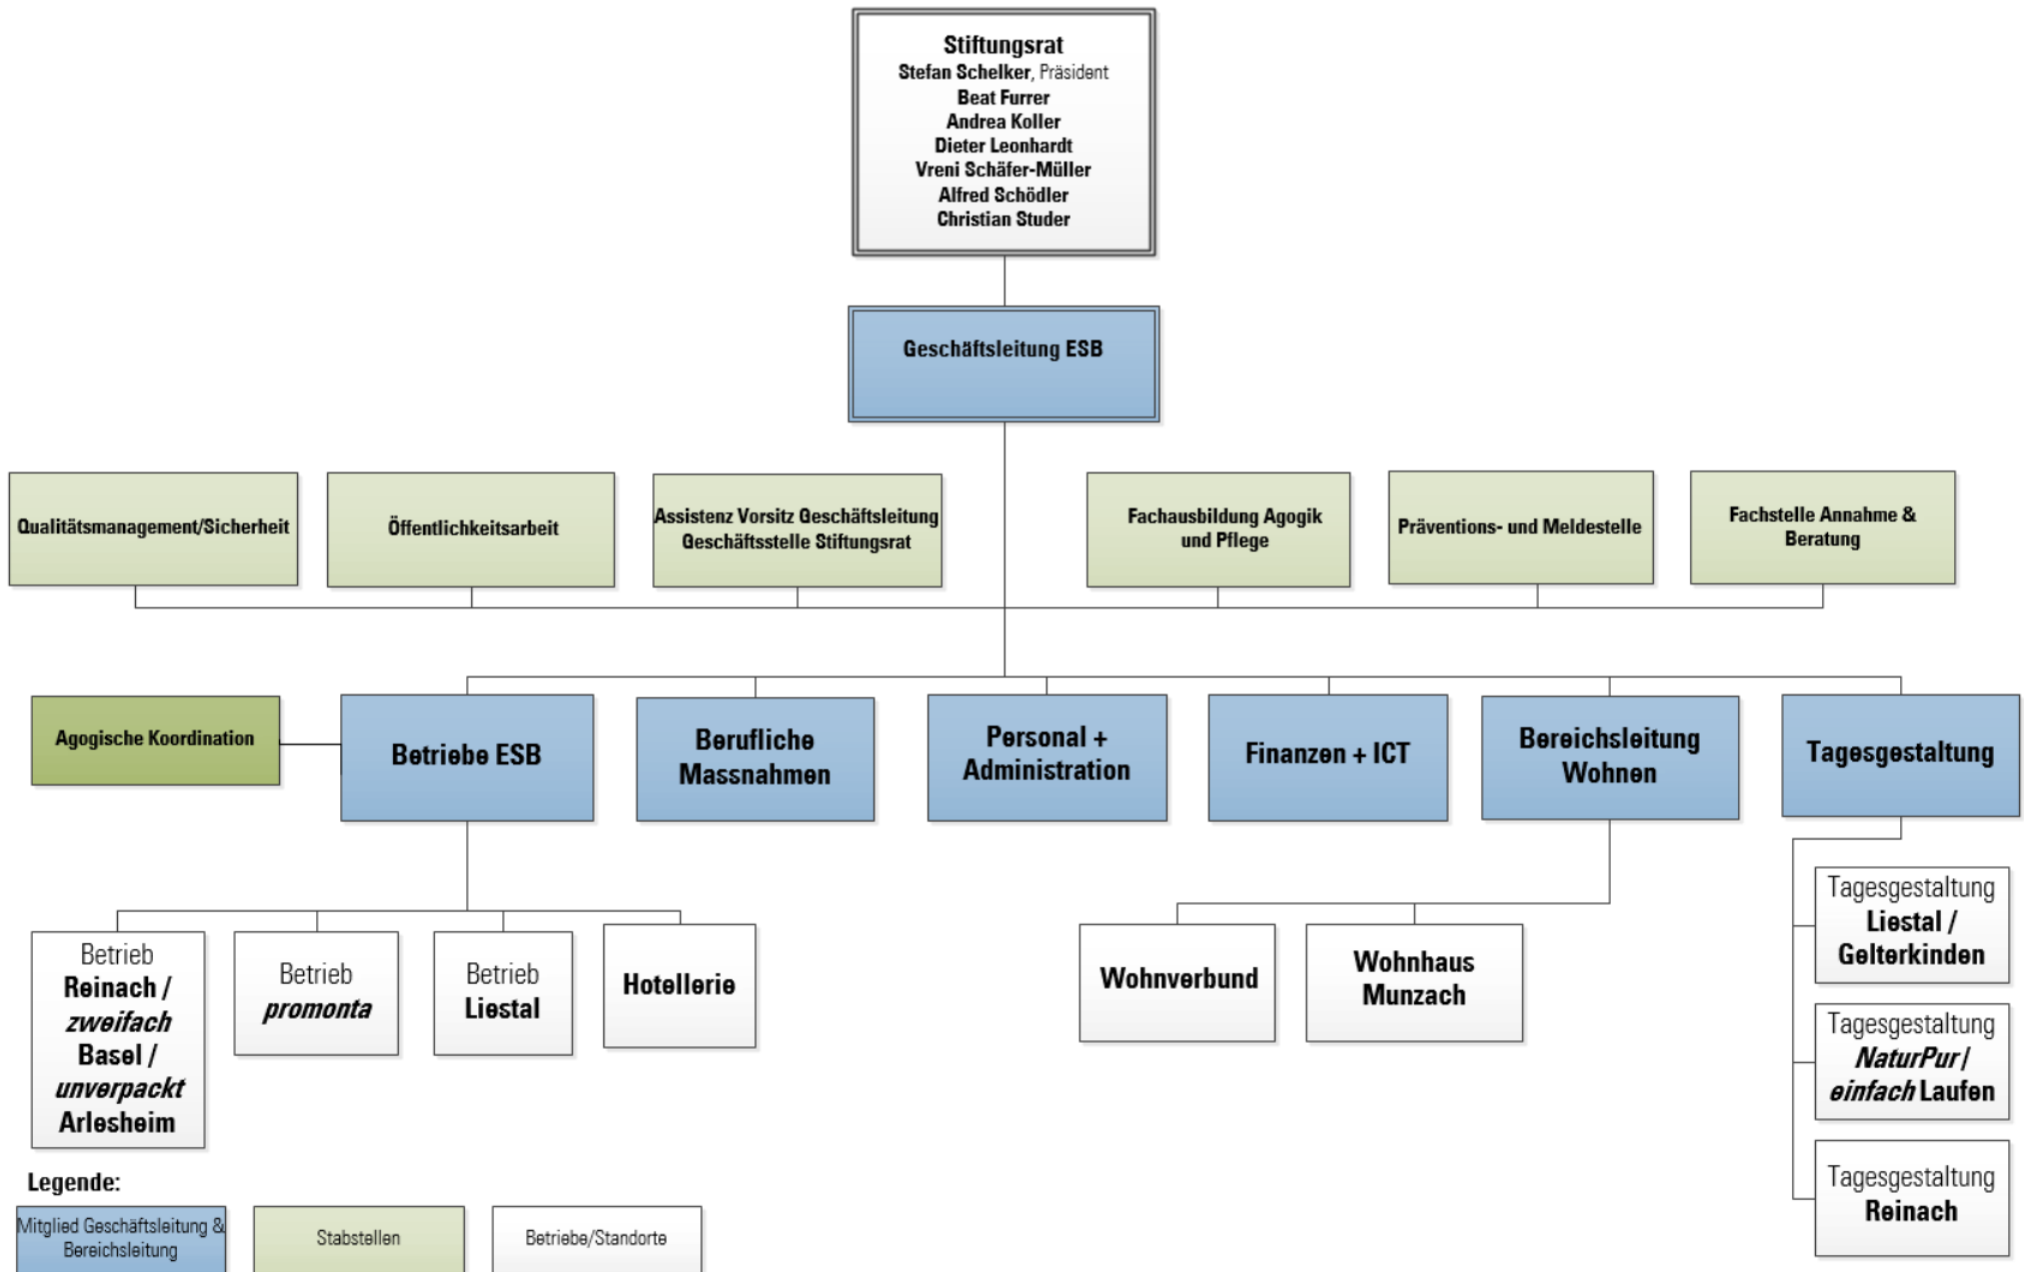 Stiftungsrat
Stefan Schelker, Präsident
Beat Furrer
Andrea Koller
Dieter Leonhardt
Vreni Schäfer-Müller
Alfred Schödler
Christian Studer
Geschäftsleitung ESB
Qualitätsmanagement/Sicherheit
Öffentlichkeitsarbeit
Assistenz Vorsitz Geschäftsleitung
Geschäftsstelle Stiftungsrat
Fachausbildung Agogik
und Pflege
Präventions- und Meldestelle
Fachstelle Annahme &
Beratung
Agogische Koordination
Betriebe ESB
Berufliche
Massnahmen
Personal +
Administration
Finanzen + ICT
Bereichsleitung
Wohnen
Tagesgestaltung
Betrieb
Reinach /
zweifach
Basel /
unverpackt
Arlesheim
Betrieb
promonta
Betrieb
Liestal
Hotellerie
Wohnverbund
Wohnhaus
Munzach
Tagesgestaltung
Liestal /
Gelterkinden
Tagesgestaltung
NaturPur /
einfach Laufen
Tagesgestaltung
Reinach
Legende:
Mitglied Geschäftsleitung &
Bereichsleitung
Stabstellen
Betriebe/Standorte